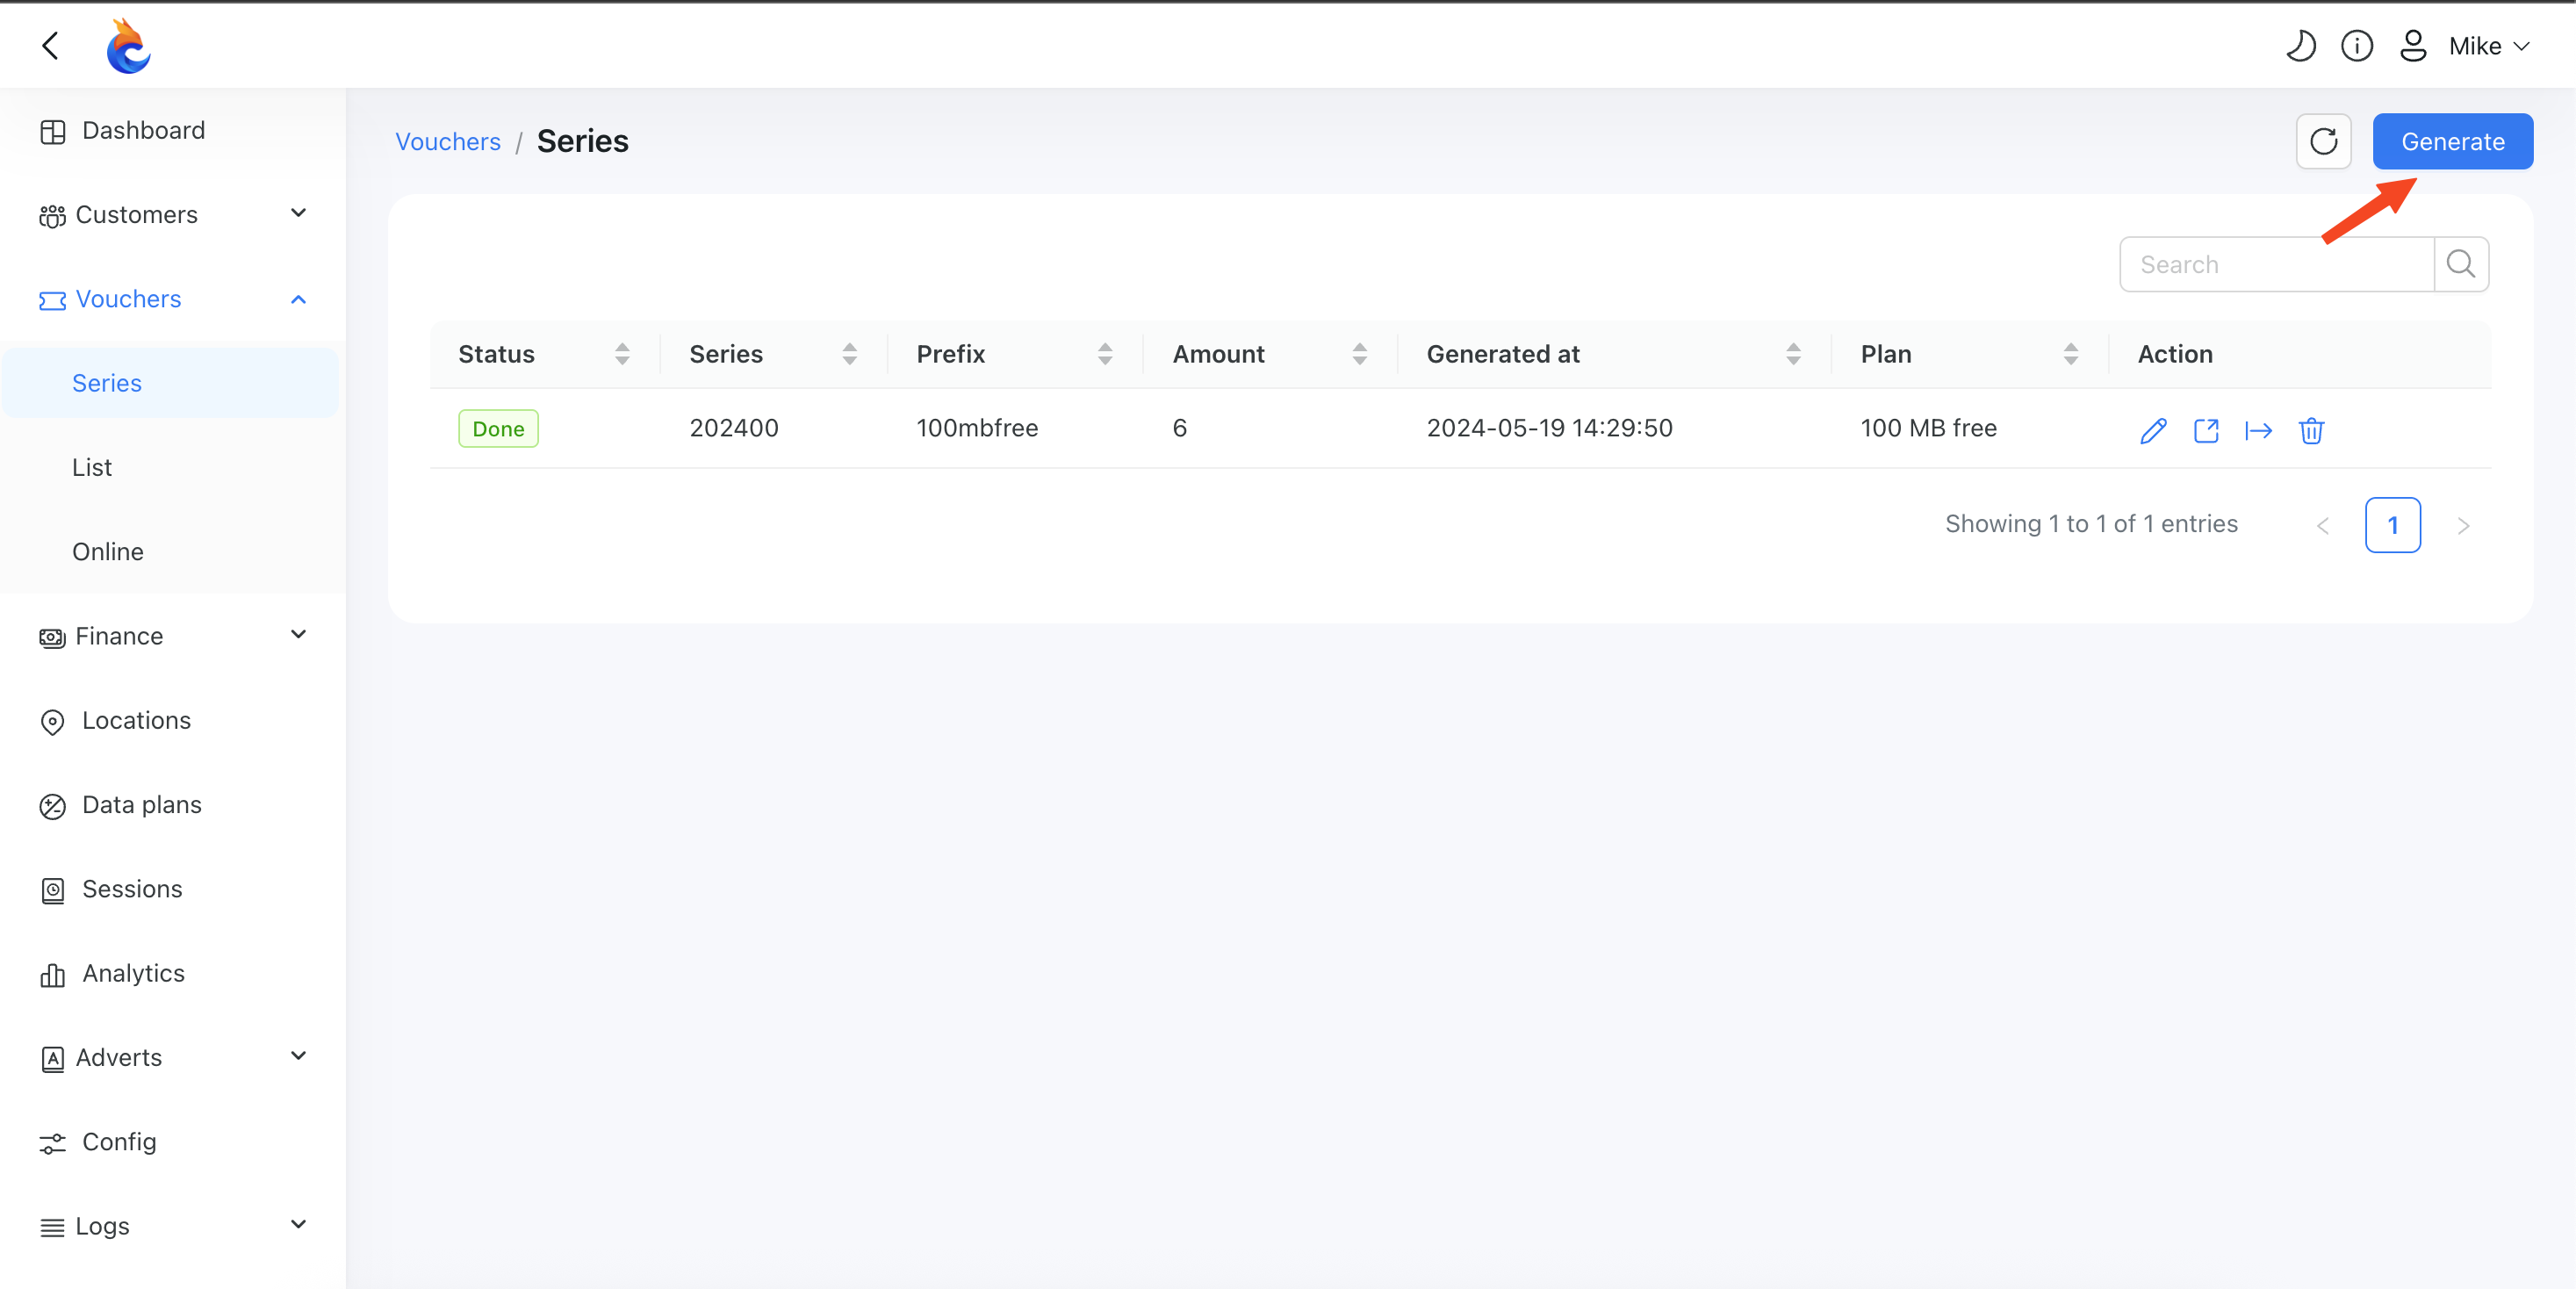 Mike
Dashboard
Customers
Vouchers
Series
List
Online
Finance
Locations
Data plans
Sessions
Analytics
Adverts
Config
Logs
Vouchers / Series
Generate
Search
Status Series Prefix Amount Generated at Plan Action
Done 202400 100mbfree 6 2024-05-19 14:29:50 100 MB free
Showing 1 to 1 of 1 entries < 1 >